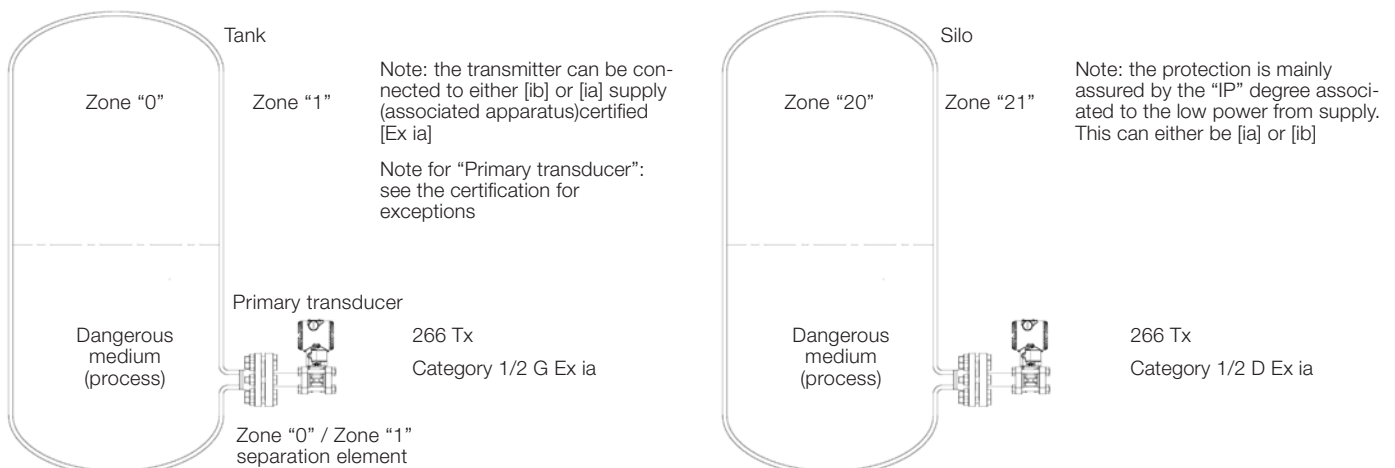 Tank
Zone “0”
Zone “1”
Note: the transmitter can be con-
nected to either [ib] or [ia] supply
(associated apparatus)certified
[Ex ia]
Note for “Primary transducer”:
see the certification for
exceptions
Primary transducer
Dangerous
medium
(process)
266 Tx
Category 1/2 G Ex ia
Zone “0” / Zone “1”
separation element
Silo
Zone “20”
Zone “21”
Note: the protection is mainly
assured by the “IP” degree associ-
ated to the low power from supply.
This can either be [ia] or [ib]
Dangerous
medium
(process)
266 Tx
Category 1/2 D Ex ia